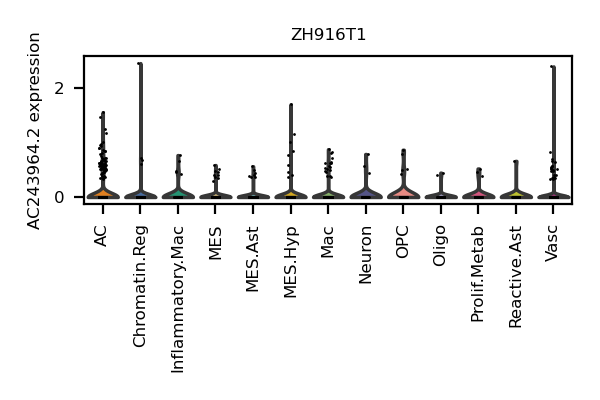 ZH916T1
AC243964.2 expression
2
0
AC
Chromatin.Reg
Inflammatory.Mac
MES
MES.Ast
MES.Hyp
Mac
Neuron
OPC
Oligo
Prolif.Metab
Reactive.Ast
Vasc